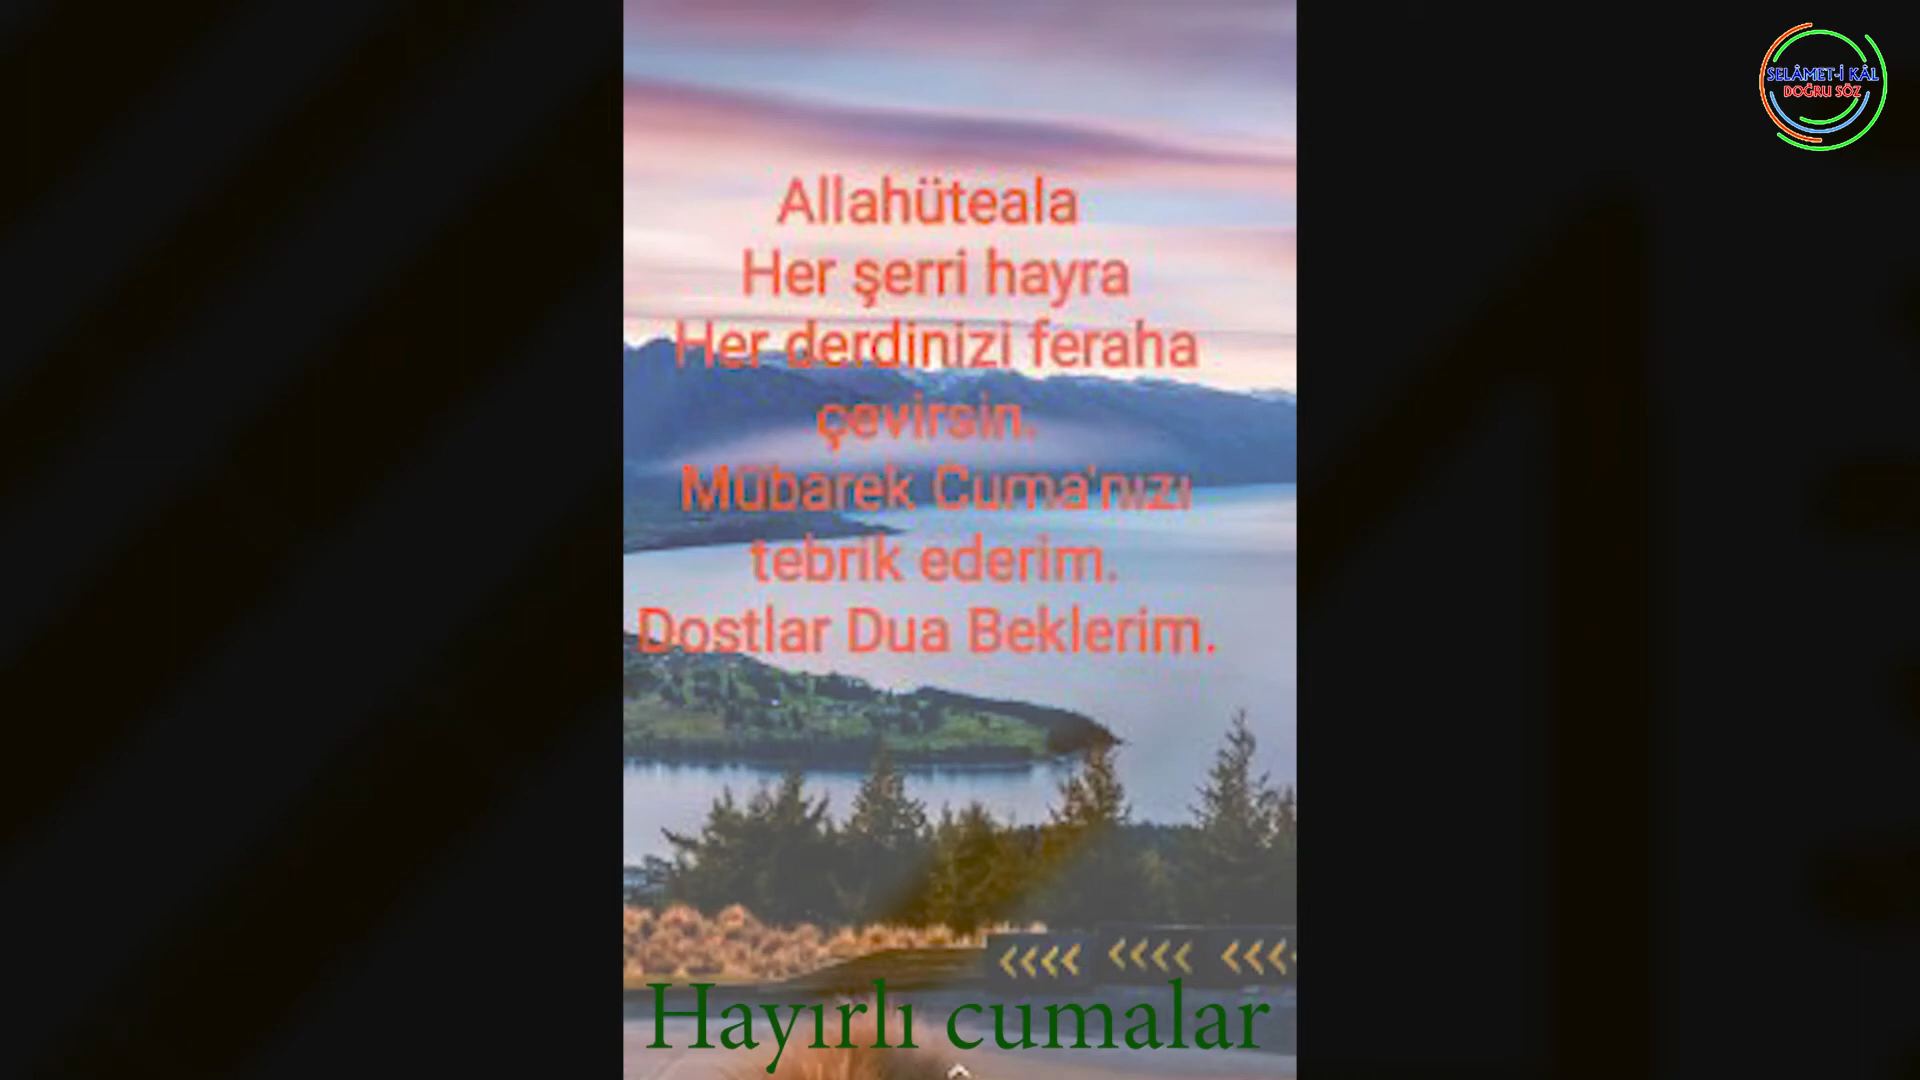 SELÂMET-İ KÂL
DOĞRU SÖZ
Allahüteala
Her şerri hayra
Her derdinizi feraha
çevirsin.
Mübarek Cuma'nızı
tebrik ederim.
Dostlar Dua Beklerim.
Hayırlı cumalar